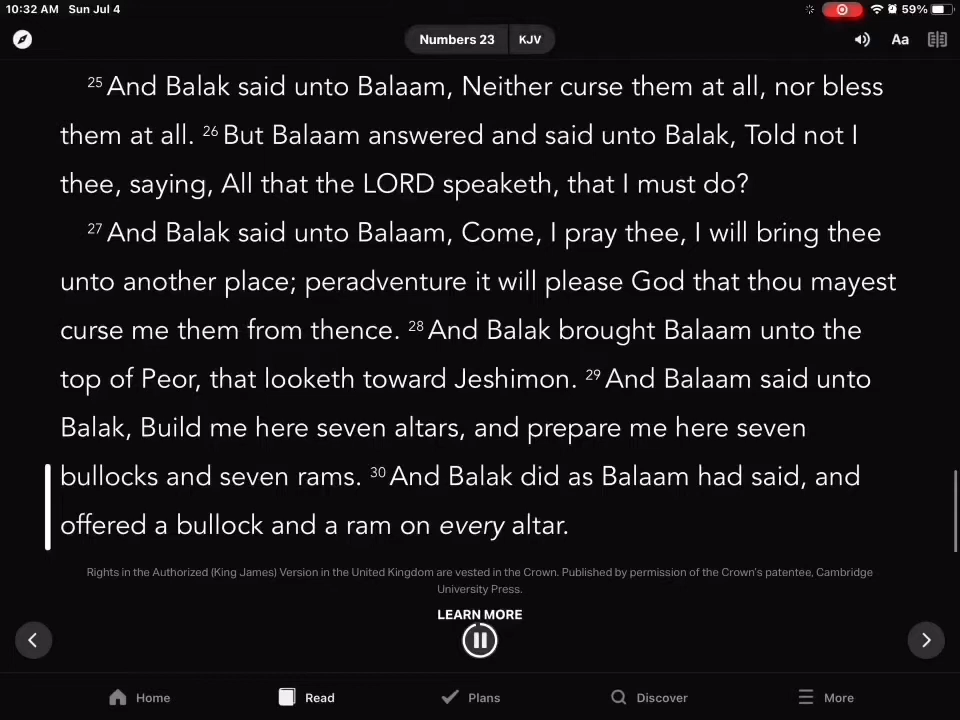 10:32 AM Sun Jul 4
59%
Numbers 23 KJV
Aa
25 And Balak said unto Balaam, Neither curse them at all, nor bless
them at all. 26 But Balaam answered and said unto Balak, Told not I
thee, saying, All that the LORD speaketh, that I must do?
27 And Balak said unto Balaam, Come, I pray thee, I will bring thee
unto another place; peradventure it will please God that thou mayest
curse me them from thence. 28 And Balak brought Balaam unto the
top of Peor, that looketh toward Jeshimon. 29 And Balaam said unto
Balak, Build me here seven altars, and prepare me here seven
bullocks and seven rams. 30 And Balak did as Balaam had said, and
offered a bullock and a ram on every altar.
Rights in the Authorized (King James) Version in the United Kingdom are vested in the Crown. Published by permission of the Crown's patentee, Cambridge
University Press.
LEARN MORE
Home Read Plans Discover More